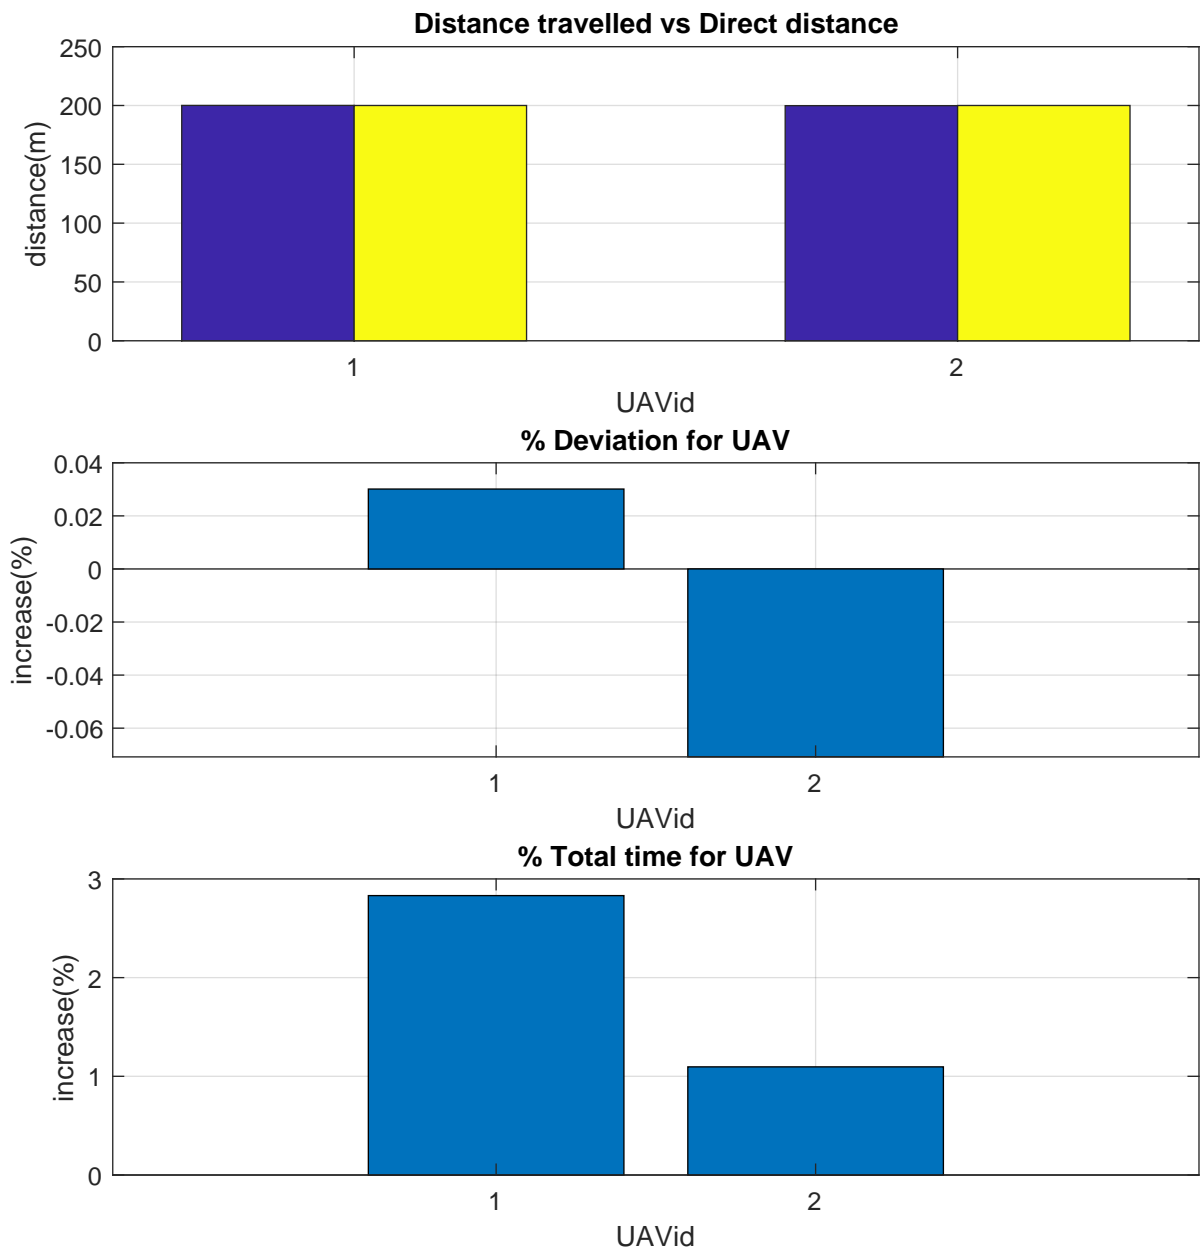 Distance travelled vs Direct distance
250
200
150
100
50
0
distance(m)
1 2
UAVid
% Deviation for UAV
0.04
0.02
0
-0.02
-0.04
-0.06
increase(%)
1 2
UAVid
% Total time for UAV
3
2
1
0
increase(%)
1 2
UAVid